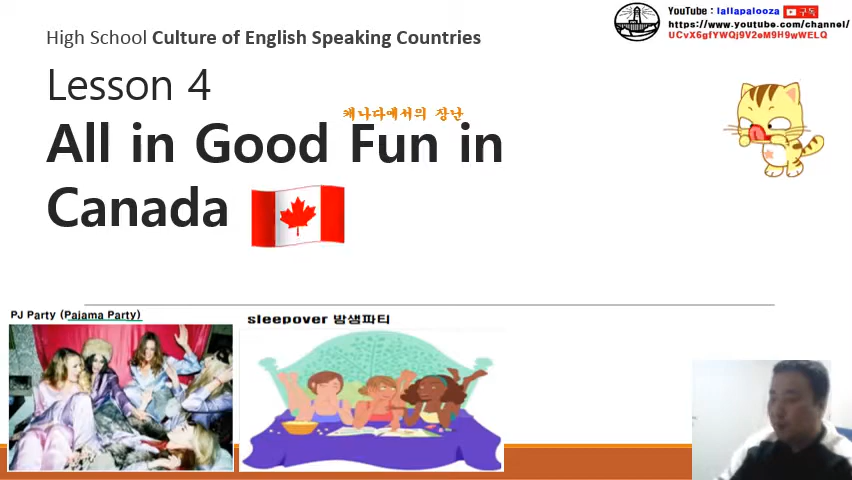 High School Culture of English Speaking Countries
YouTube : lallapalooza 구독
https://www.youtube.com/channel/
UCvX6gfYWQj9V2eM9H9wWELQ
Lesson 4
캐나다에서의 장난
All in Good Fun in
Canada
PJ Party (Pajama Party)
sleepover 밤샘파티